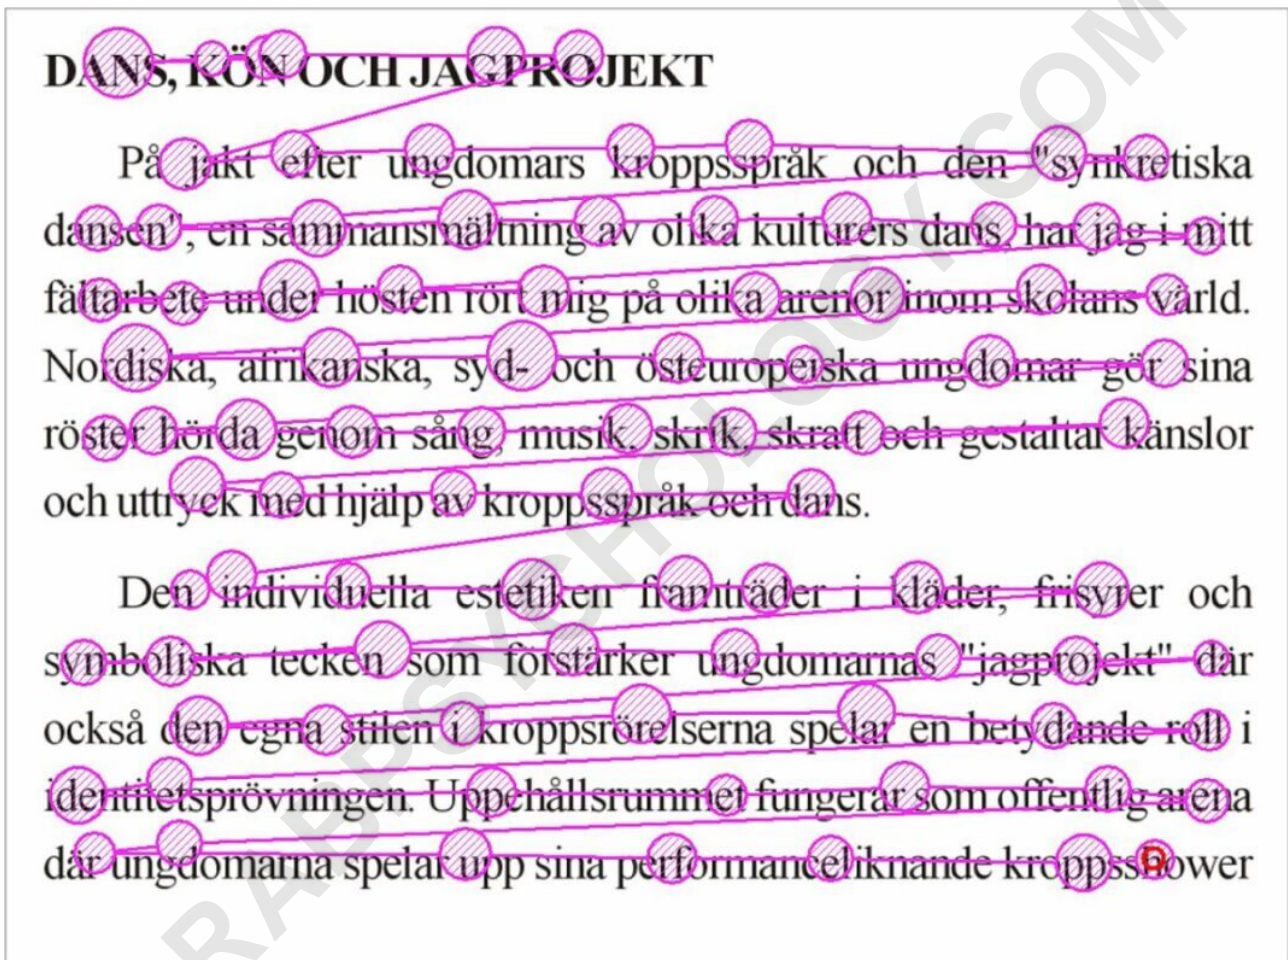 DANS, KÖN OCH JAGPROJEKT
På jakt efter ungdomars kroppsspråk och den "synkretiska
dansen", en sammansmältning av olika kulturers dans, har jag i mitt
fältarbete under hösten rört mig på olika arenor inom skolans värld.
Nordiska, afrikanska, syd- och östeuropeiska ungdomar gör sina
röster hörda genom sång, musik, skrik, skratt och gestaltar känslor
och uttryck med hjälp av kroppsspråk och dans.
Den individuella estetiken framträder i kläder, frisyrer och
symboliska tecken som förstärker ungdomarnas "jagprojekt" där
också den egna stilen i kroppsrörelserna spelar en betydande roll i
identitetsprövningen. Uppehållsrummet fungerar som offentlig arena
där ungdomarna spelar upp sina performanceliknande kroppsshower
RABPSYCHOLOGY.COM